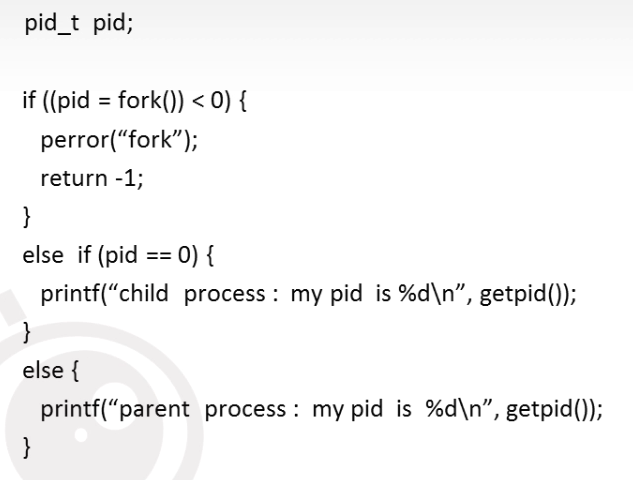 pid_t pid;
if ((pid = fork()) < 0) {
perror(“fork”);
return -1;
}
else if (pid == 0) {
printf(“child process : my pid is %d\n”, getpid());
}
else {
printf(“parent process : my pid is %d\n”, getpid());
}